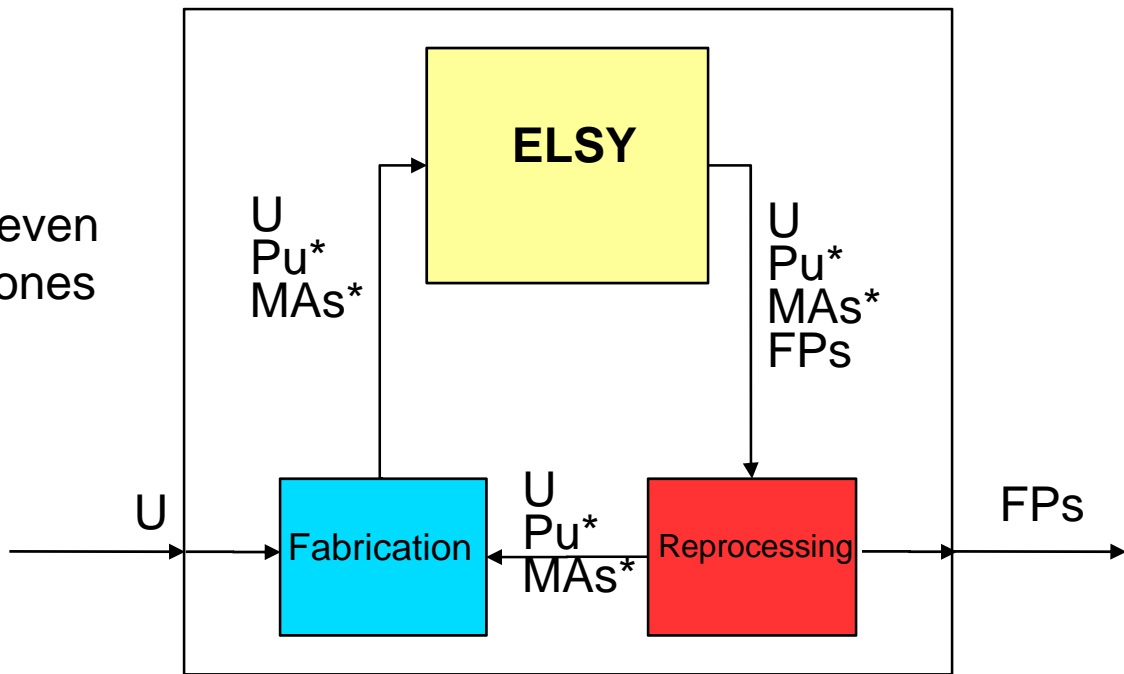 ELSY
even
ones
U
Pu*
MAs*
U
Pu*
MAs*
FPs
U
Fabrication
U
Pu*
MAs*
Reprocessing
FPs